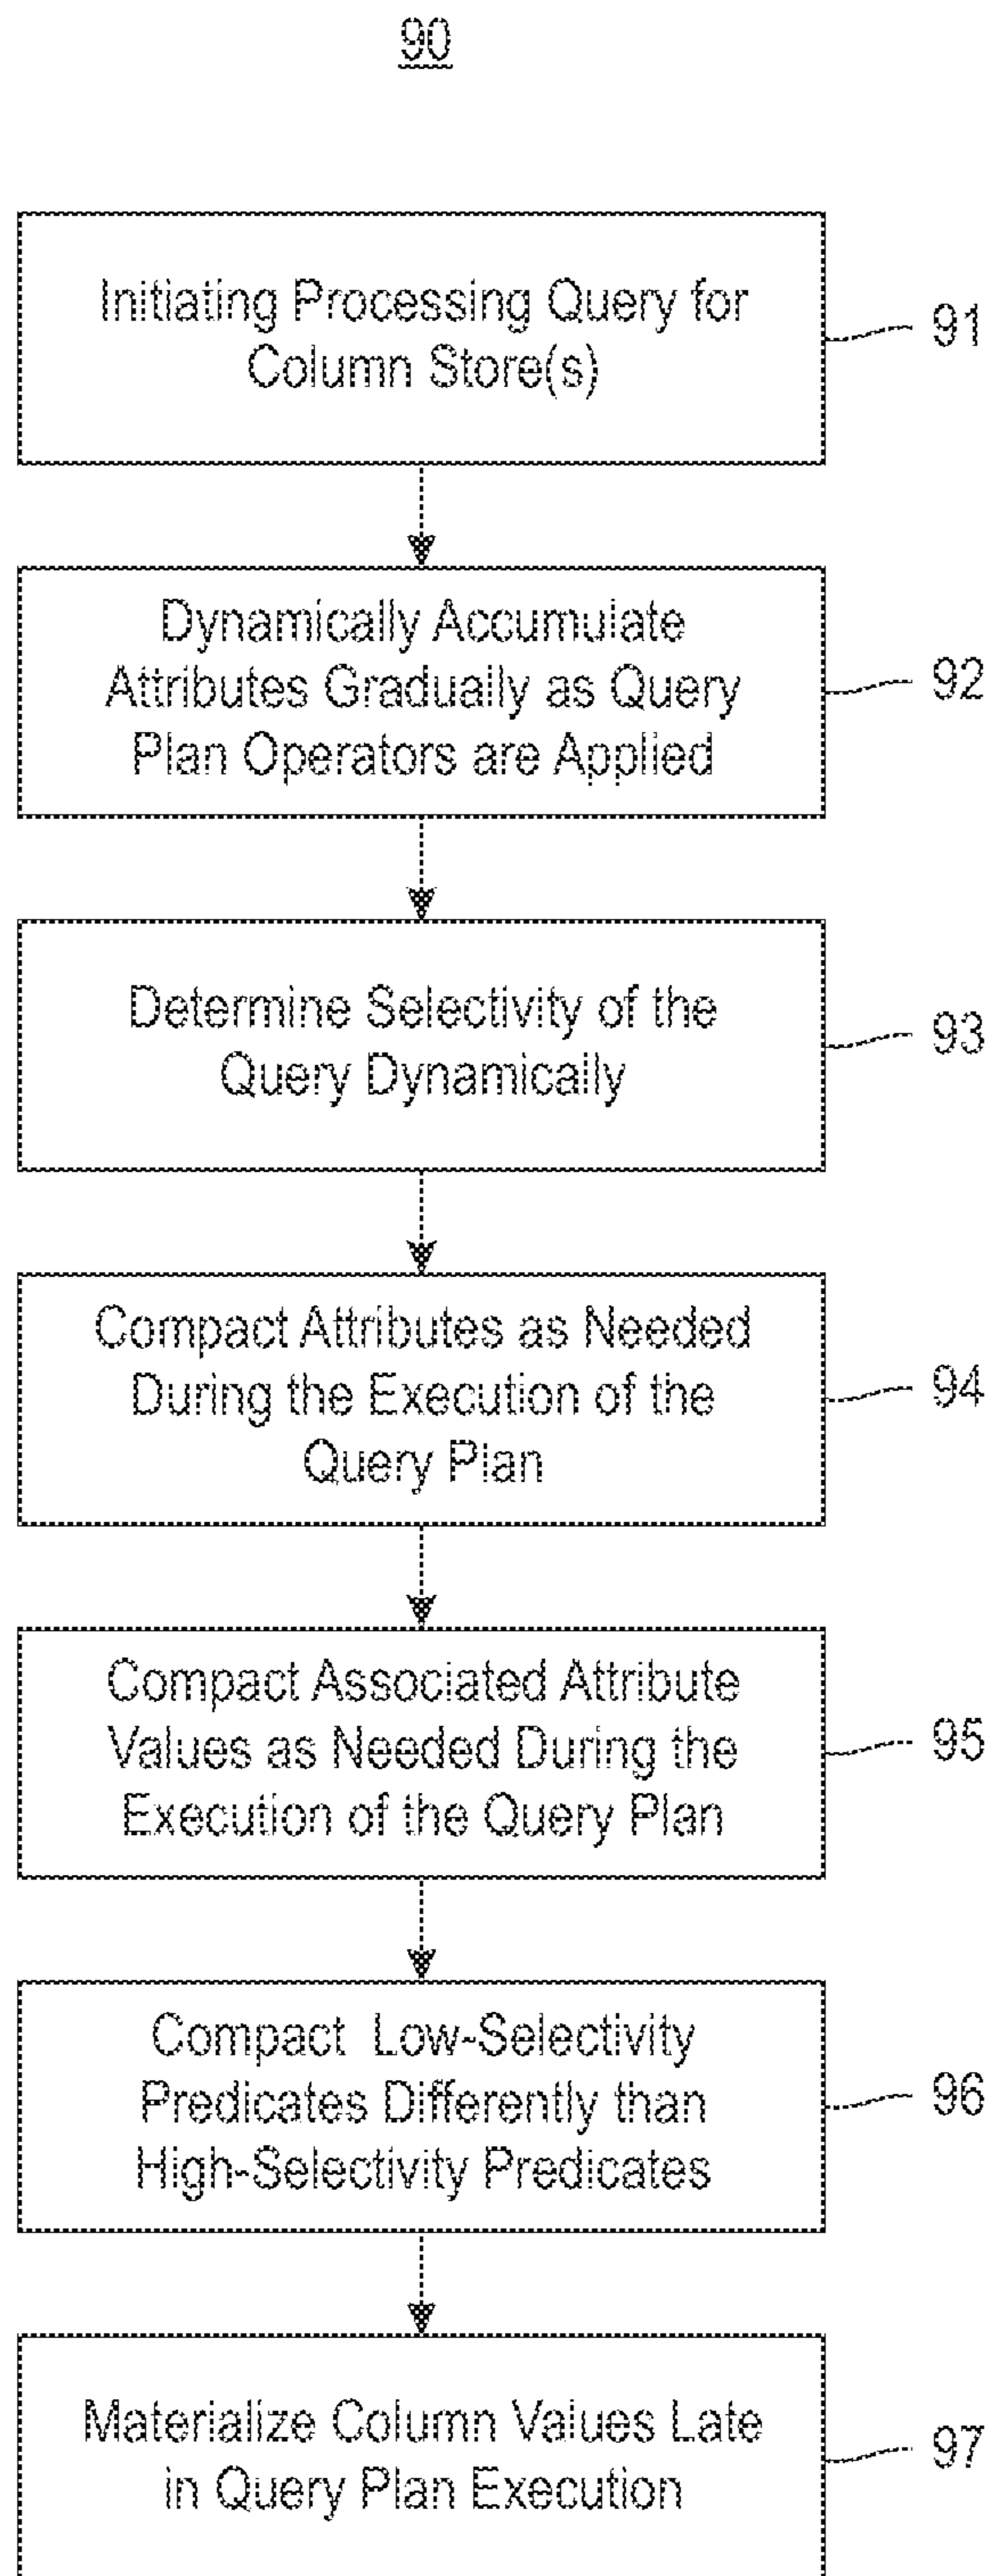 90
Initiating Processing Query for
Column Store(s)
91
Dynamically Accumulate
Attributes Gradually as Query
Plan Operators are Applied
92
Determine Selectivity of the
Query Dynamically
93
Compact Attributes as Needed
During the Execution of the
Query Plan
94
Compact Associated Attribute
Values as Needed During the
Execution of the Query Plan
95
Compact Low-Selectivity
Predicates Differently than
High-Selectivity Predicates
96
Materialize Column Values Late
in Query Plan Execution
97